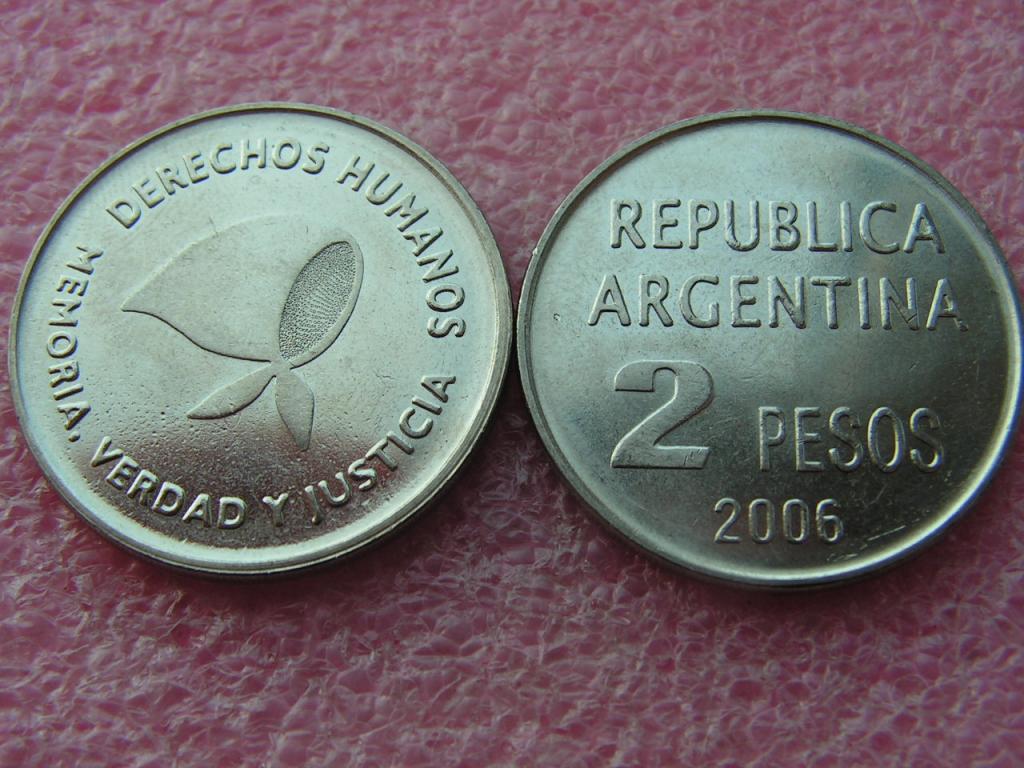 DERECHOS HUMANOS
MEMORIA, VERDAD Y JUSTICIA
REPUBLICA
ARGENTINA
2 PESOS
2006